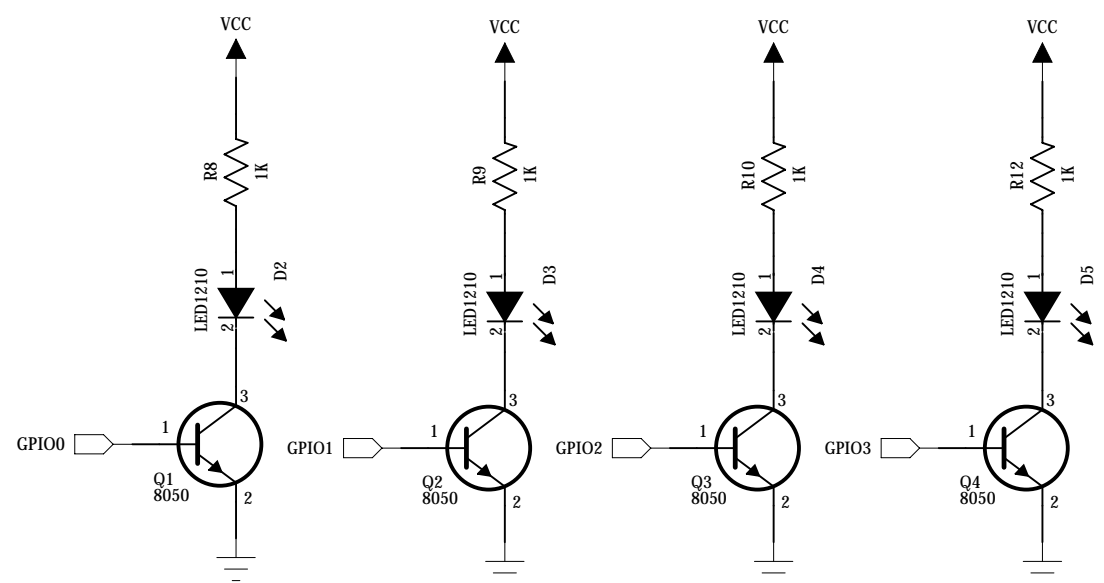 VCC
R8
1K
1
D2
LED1210
2
3
GPIO0
1
Q1
8050
2
VCC
R9
1K
1
D3
LED1210
2
3
GPIO1
1
Q2
8050
2
VCC
R10
1K
1
D4
LED1210
2
3
GPIO2
1
Q3
8050
2
VCC
R12
1K
1
D5
LED1210
2
3
GPIO3
1
Q4
8050
2